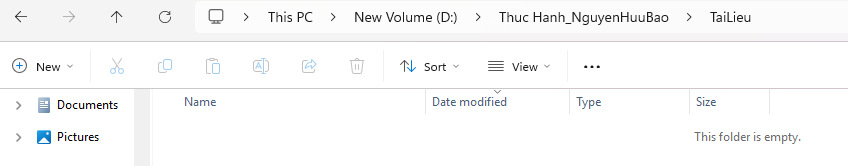 This PC > New Volume (D:) > Thuc Hanh_NguyenHuuBao > TaiLieu
New Sort View ...
Name Date modified Type Size
Documents
This folder is empty.
Pictures